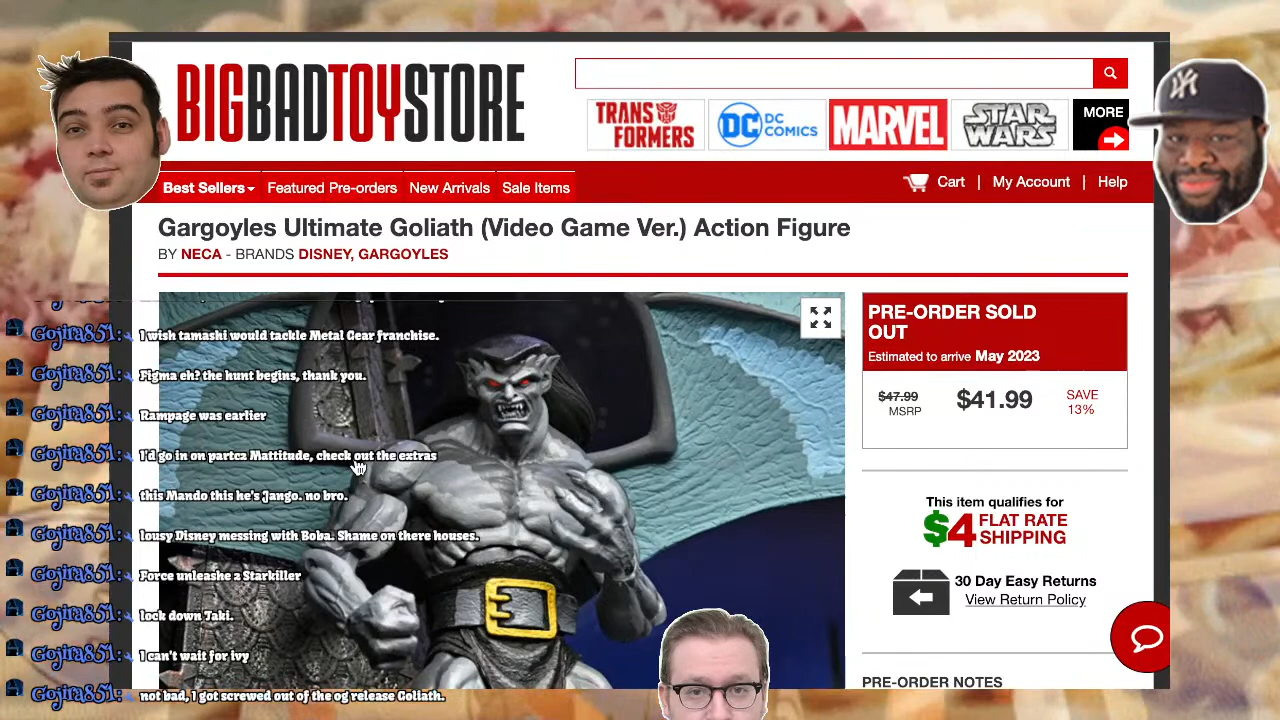 BIGBADTOYSTORE
TRANS FORMERS
DC DC COMICS
MARVEL
STAR WARS
MORE
Best Sellers
Featured Pre-orders
New Arrivals
Sale Items
Cart | My Account | Help
Gargoyles Ultimate Goliath (Video Game Ver.) Action Figure
BY NECA - BRANDS DISNEY, GARGOYLES
PRE-ORDER SOLD
OUT
Estimated to arrive May 2023
$47.99
MSRP
$41.99
SAVE
13%
This item qualifies for
$4 FLAT RATE
SHIPPING
30 Day Easy Returns
View Return Policy
PRE-ORDER NOTES
Gojira851: I wish tamashi would tackle Metal Gear franchise.
Gojira851: Figma eh? the hunt begins, thank you.
Gojira851: Rampage was earlier
Gojira851: I'd go in on part2 Mattitude, check out the extras
Gojira851: this Mando this he's Jango. no bro.
Gojira851: lousy Disney messing with Boba. Shame on there houses.
Gojira851: Force unleashe 2 Starkiller
Gojira851: lock down Taki.
Gojira851: I can't wait for ivy
Gojira851: not bad, I got screwed out of the og release Goliath.